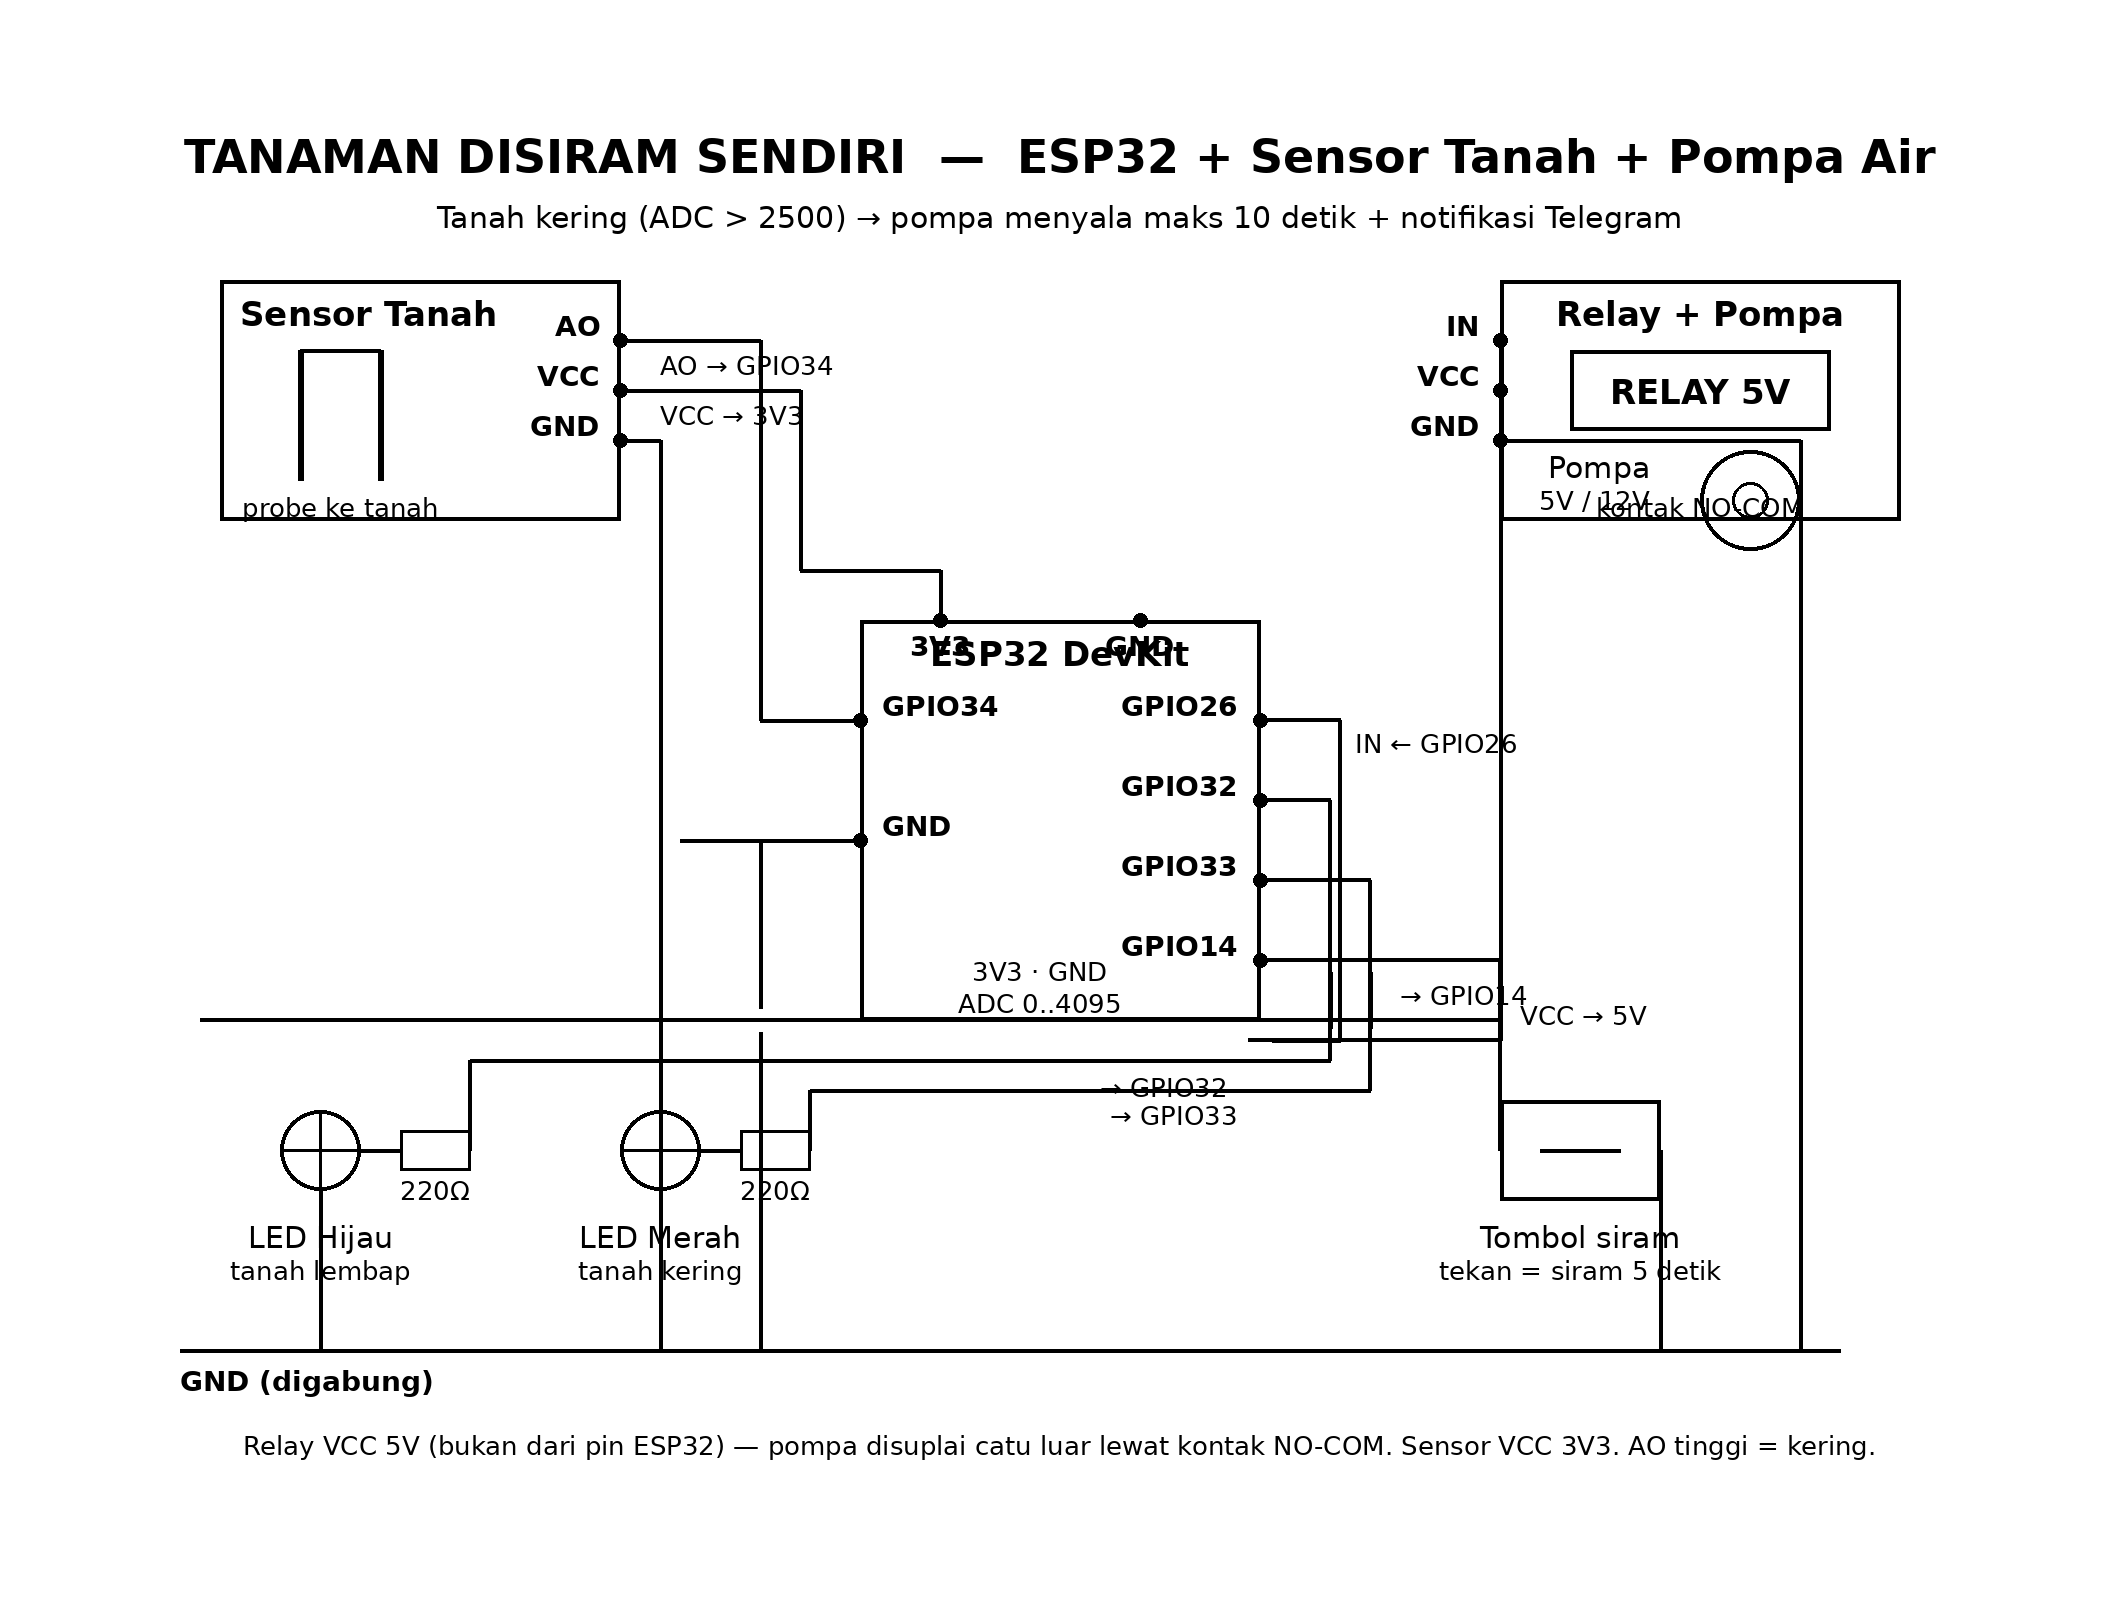 TANAMAN DISIRAM SENDIRI — ESP32 + Sensor Tanah + Pompa Air
Tanah kering (ADC > 2500) → pompa menyala maks 10 detik + notifikasi Telegram
Sensor Tanah
AO
VCC
GND
probe ke tanah
AO → GPIO34
VCC → 3V3
IN
VCC
GND
Relay + Pompa
RELAY 5V
Pompa
5V / 12V
kontak NO-COM
3V3
GND
ESP32 DevKit
GPIO34
GND
GPIO26
GPIO32
GPIO33
GPIO14
3V3 · GND
ADC 0..4095
IN ← GPIO26
→ GPIO14
VCC → 5V
→ GPIO32
→ GPIO33
220Ω
LED Hijau
tanah lembap
220Ω
LED Merah
tanah kering
Tombol siram
tekan = siram 5 detik
GND (digabung)
Relay VCC 5V (bukan dari pin ESP32) — pompa disuplai catu luar lewat kontak NO-COM. Sensor VCC 3V3. AO tinggi = kering.